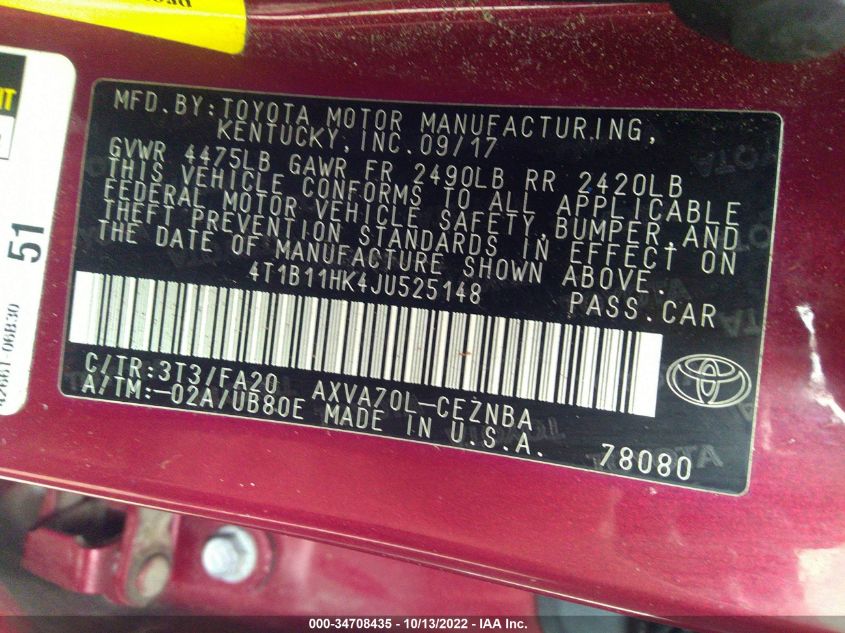 MFD. BY: TOYOTA MOTOR MANUFACTURING,
KENTUCKY, INC. 09/17
GVWR 4475LB GAWR FR 2490LB RR 2420LB
THIS VEHICLE CONFORMS TO ALL APPLICABLE
FEDERAL MOTOR VEHICLE SAFETY, BUMPER, AND
THEFT PREVENTION STANDARDS IN EFFECT ON
THE DATE OF MANUFACTURE SHOWN ABOVE.
4T1B11HK4JU525148 PASS.CAR
C/TR:3T3/FA20 AXVA70L-CEZNBA
A/TM:-02A/UB80E MADE IN U.S.A.
78080
51
42661-06B30
000-34708435 - 10/13/2022 - IAA Inc.